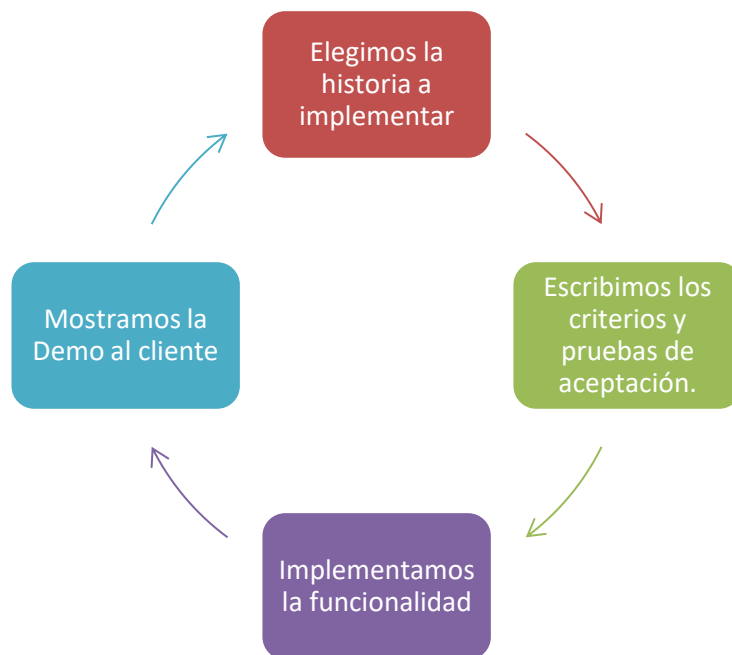 Elegimos la
historia a
implementar
Escribimos los
criterios y
pruebas de
aceptación.
Implementamos
la funcionalidad
Mostramos la
Demo al cliente